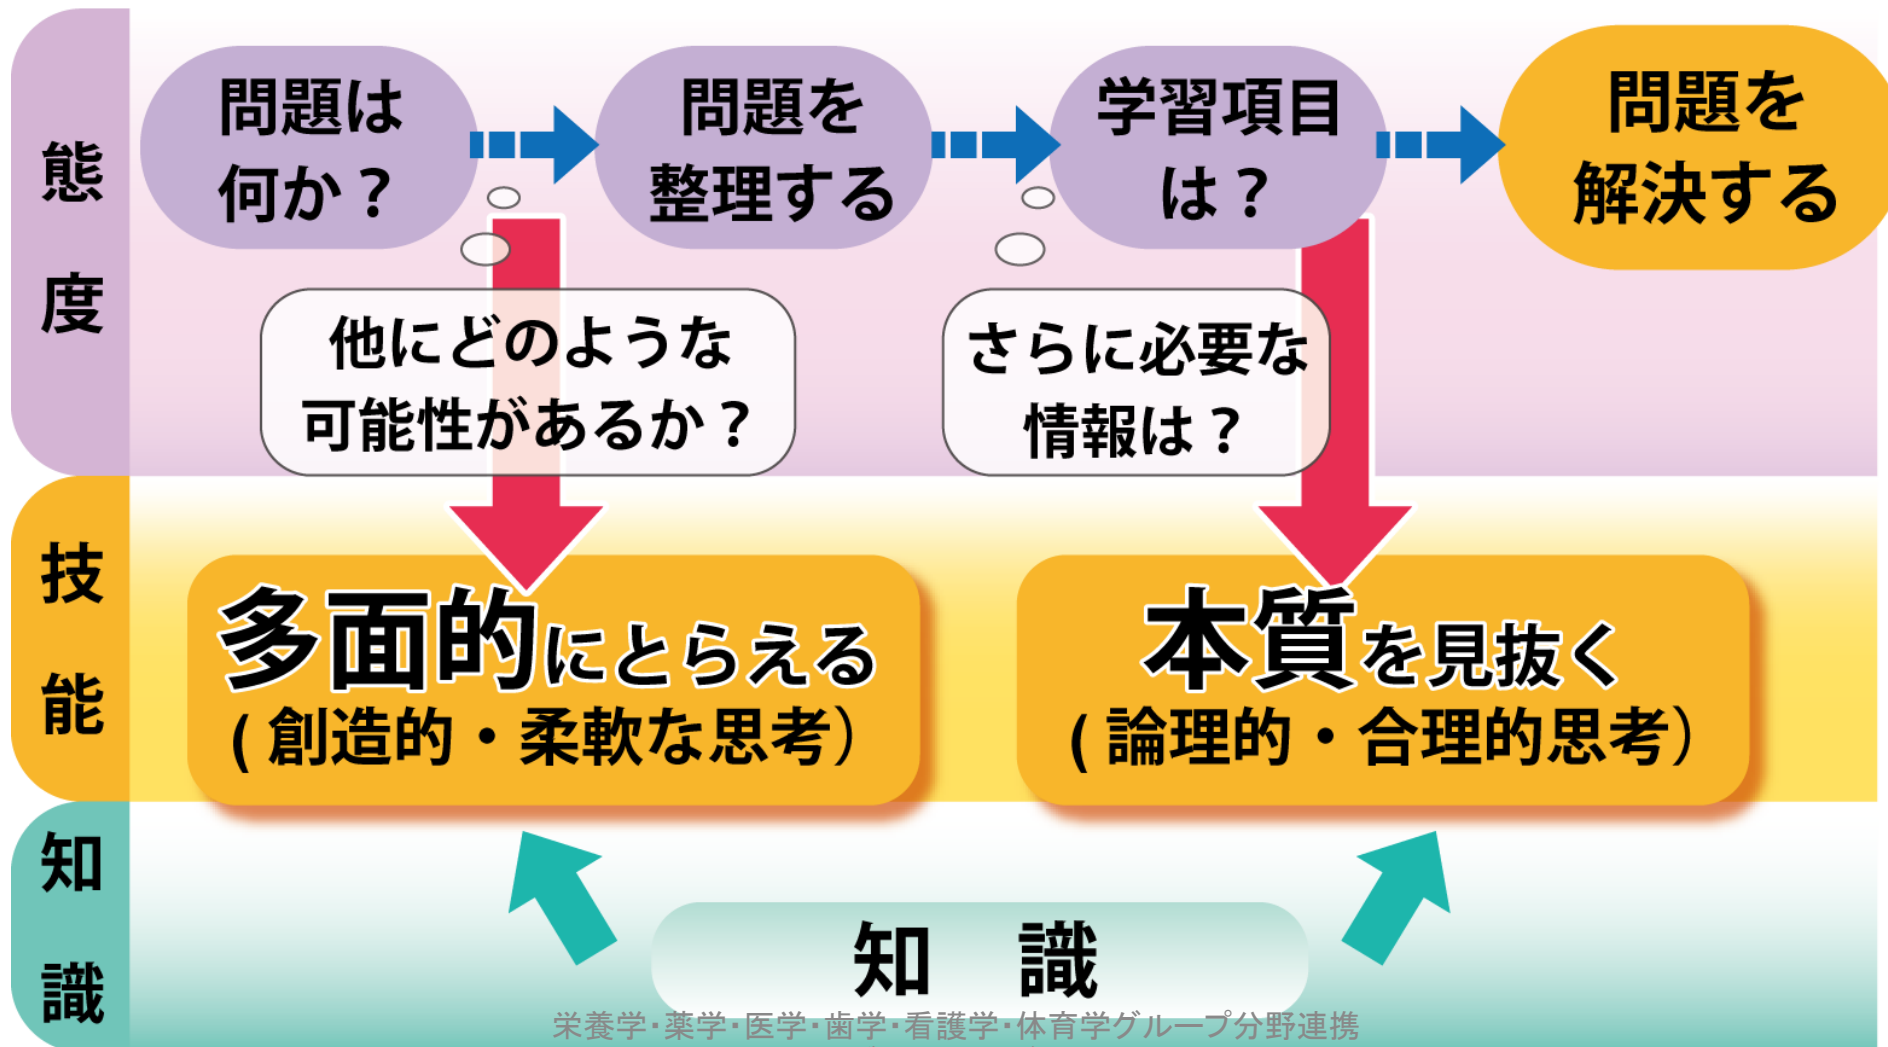 態度
問題は
何か？
問題を
整理する
学習項目
は？
問題を
解決する
他にどのような
可能性があるか？
さらに必要な
情報は？
技能
多面的にとらえる
(創造的・柔軟な思考）
本質を見抜く
(論理的・合理的思考）
知識
知　識
栄養学・薬学・医学・歯学・看護学・体育学グループ分野連携